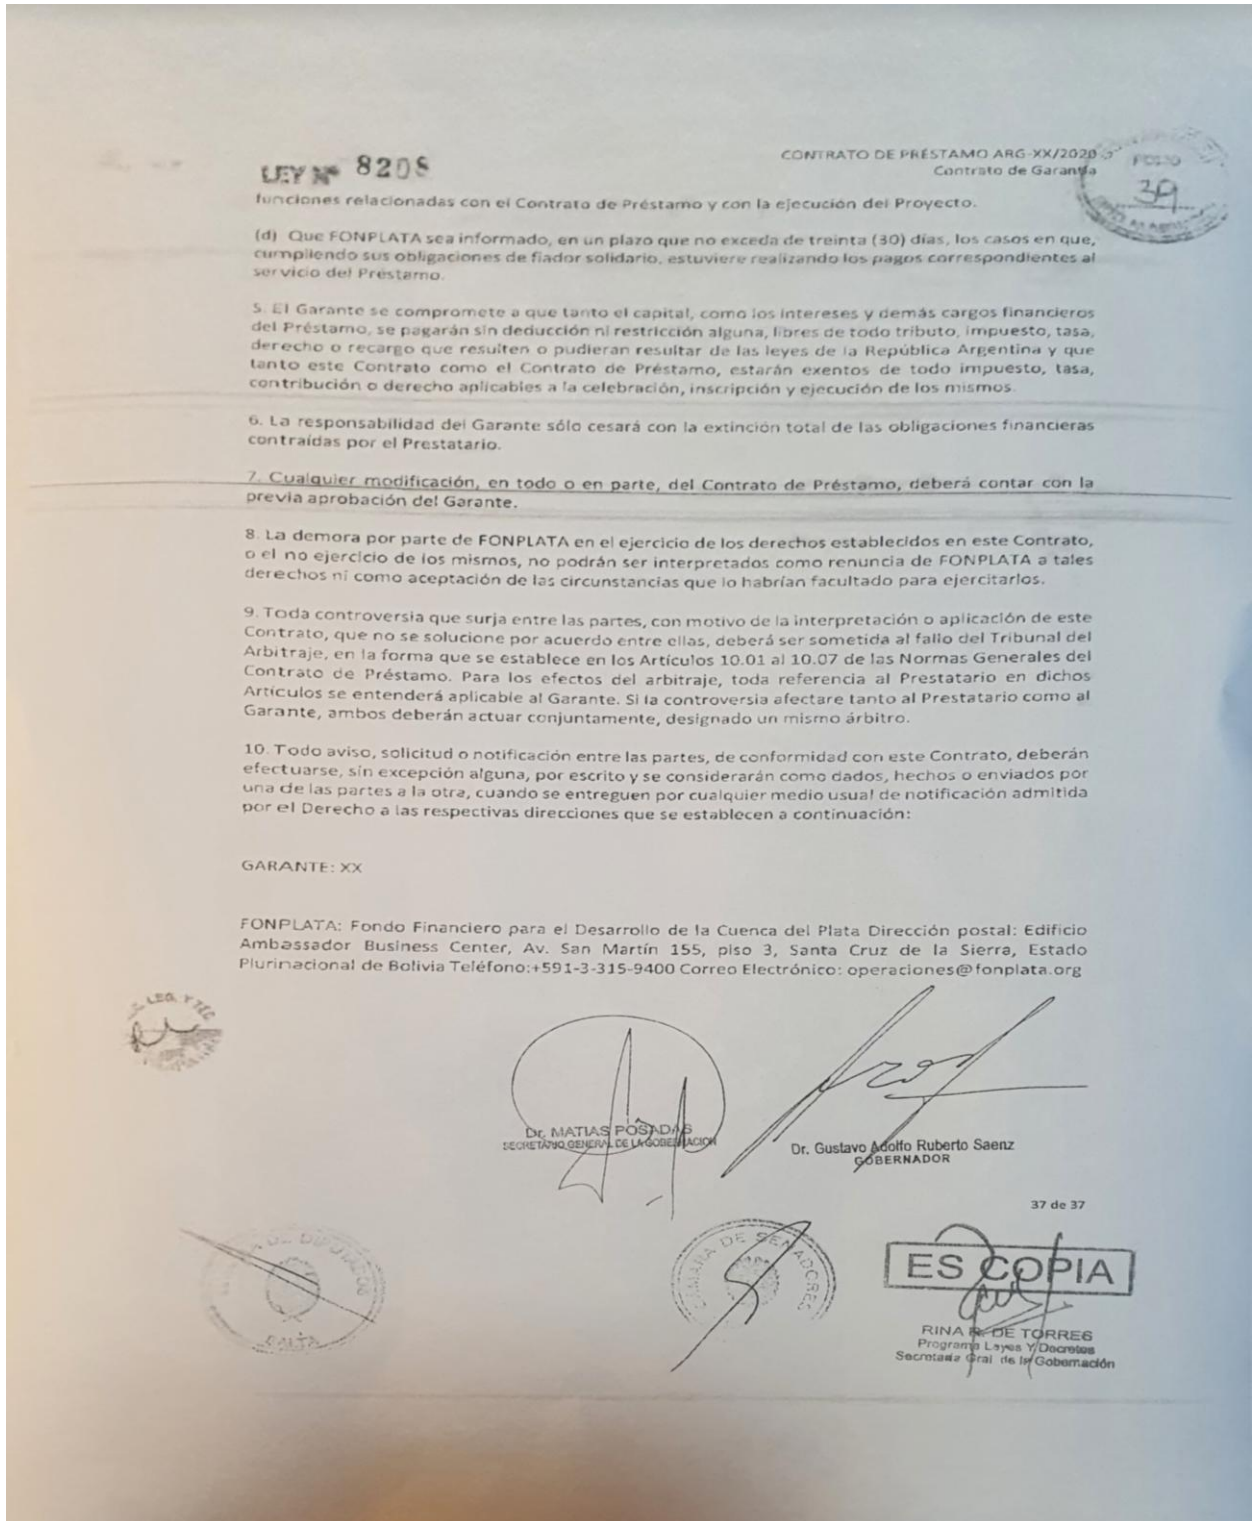 LEY Nº 8208
CONTRATO DE PRÉSTAMO ARG-XX/2020
Contrato de Garantía
FOLIO
39
funciones relacionadas con el Contrato de Préstamo y con la ejecución del Proyecto.
(d) Que FONPLATA sea informado, en un plazo que no exceda de treinta (30) días, los casos en que,
cumpliendo sus obligaciones de fiador solidario, estuviere realizando los pagos correspondientes al
servicio del Préstamo.
5. El Garante se compromete a que tanto el capital, como los intereses y demás cargos financieros
del Préstamo, se pagarán sin deducción ni restricción alguna, libres de todo tributo, impuesto, tasa,
derecho o recargo que resulten o pudieran resultar de las leyes de la República Argentina y que
tanto este Contrato como el Contrato de Préstamo, estarán exentos de todo impuesto, tasa,
contribución o derecho aplicables a la celebración, inscripción y ejecución de los mismos.
6. La responsabilidad del Garante sólo cesará con la extinción total de las obligaciones financieras
contraídas por el Prestatario.
7. Cualquier modificación, en todo o en parte, del Contrato de Préstamo, deberá contar con la
previa aprobación del Garante.
8. La demora por parte de FONPLATA en el ejercicio de los derechos establecidos en este Contrato,
o el no ejercicio de los mismos, no podrán ser interpretados como renuncia de FONPLATA a tales
derechos ni como aceptación de las circunstancias que lo habrían facultado para ejercitarlos.
9. Toda controversia que surja entre las partes, con motivo de la interpretación o aplicación de este
Contrato, que no se solucione por acuerdo entre ellas, deberá ser sometida al fallo del Tribunal del
Arbitraje, en la forma que se establece en los Artículos 10.01 al 10.07 de las Normas Generales del
Contrato de Préstamo. Para los efectos del arbitraje, toda referencia al Prestatario en dichos
Artículos se entenderá aplicable al Garante. Si la controversia afectare tanto al Prestatario como al
Garante, ambos deberán actuar conjuntamente, designado un mismo árbitro.
10. Todo aviso, solicitud o notificación entre las partes, de conformidad con este Contrato, deberán
efectuarse, sin excepción alguna, por escrito y se considerarán como dados, hechos o enviados por
una de las partes a la otra, cuando se entreguen por cualquier medio usual de notificación admitida
por el Derecho a las respectivas direcciones que se establecen a continuación:
GARANTE: XX
FONPLATA: Fondo Financiero para el Desarrollo de la Cuenca del Plata Dirección postal: Edificio
Ambassador Business Center, Av. San Martín 155, piso 3, Santa Cruz de la Sierra, Estado
Plurinacional de Bolivia Teléfono:+591-3-315-9400 Correo Electrónico: operaciones@fonplata.org
LEG. Y TEC
Dr. MATIAS POSADAS
SECRETARIO GENERAL DE LA GOBERNACION
Dr. Gustavo Adolfo Ruberto Saenz
GOBERNADOR
37 de 37
DE DIPUTADOS
SALTA
CAMARA DE SENADORES
ES COPIA
RINA R. DE TORRES
Programa Leyes Y Decretos
Secretaria Gral de la Gobernación